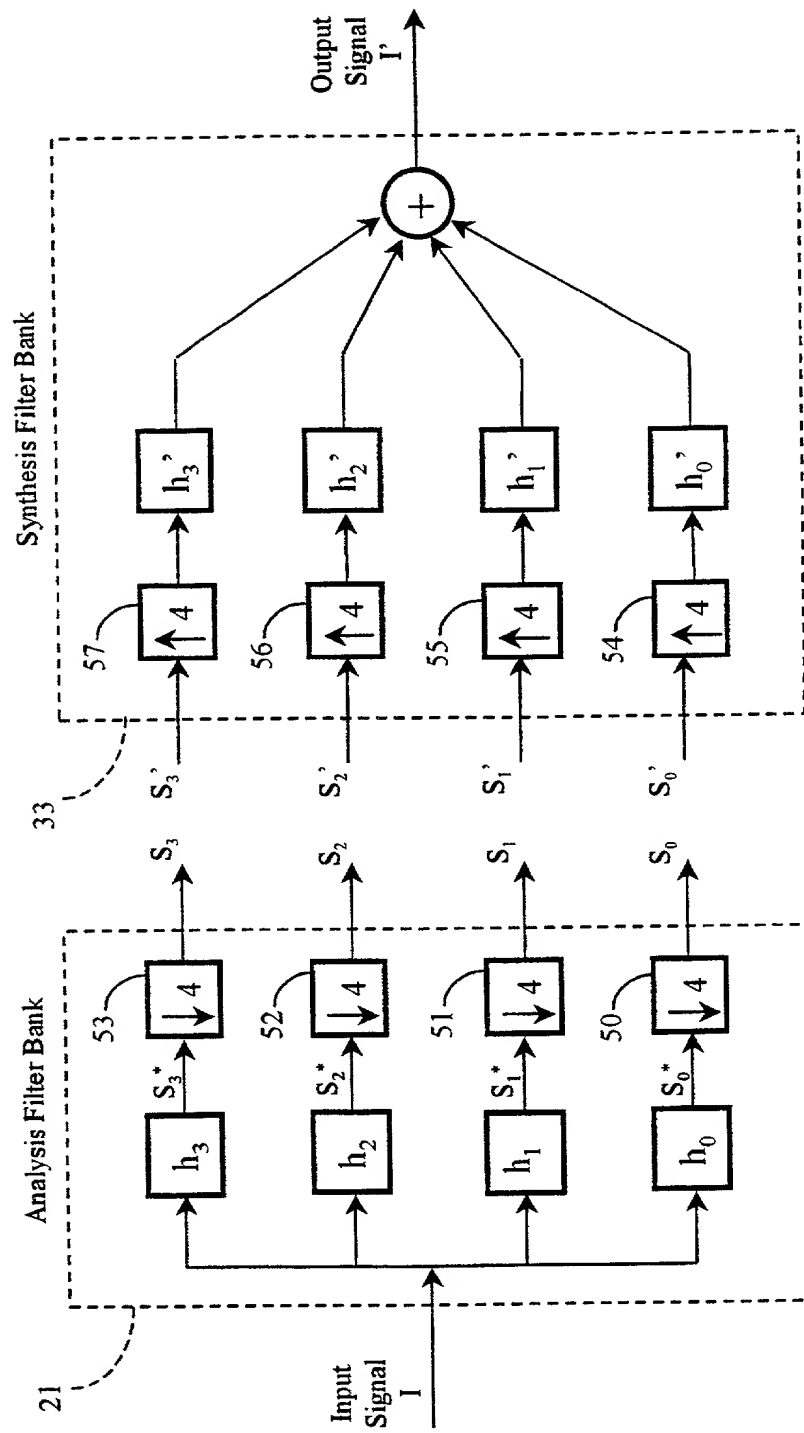 Analysis Filter Bank
Synthesis Filter Bank
21
33
Input
Signal
I
h₃
S₃*
53
↓4
S₃
S₃'
57
↑4
h₃'
h₂
S₂*
52
↓4
S₂
S₂'
56
↑4
h₂'
h₁
S₁*
51
↓4
S₁
S₁'
55
↑4
h₁'
h₀
S₀*
50
↓4
S₀
S₀'
54
↑4
h₀'
+
Output
Signal
I'